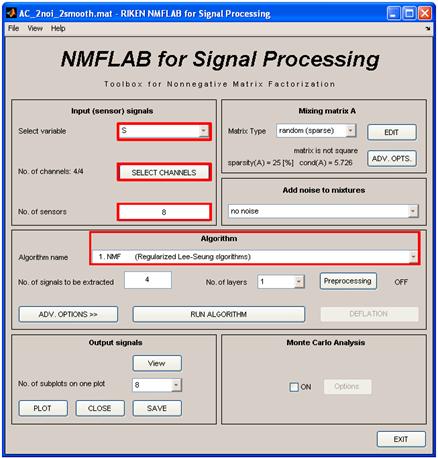 AC_2noi_2smooth.mat - RIKEN NMFLAB for Signal Processing
File View Help
NMFLAB for Signal Processing
Toolbox for Nonnegative Matrix Factorization
Input (sensor) signals
Select variable S
No. of channels: 4/4 SELECT CHANNELS
No. of sensors 8
Mixing matrix A
Matrix Type random (sparse) EDIT
matrix is not square
sparsity(A) = 25 [%] cond(A) = 5.726 ADV. OPTS.
Add noise to mixtures
no noise
Algorithm
Algorithm name 1. NMF (Regularized Lee-Seung algorithms)
No. of signals to be extracted 4 No. of layers 1 Preprocessing OFF
ADV. OPTIONS >> RUN ALGORITHM DEFLATION
Output signals
View
No. of subplots on one plot 8
PLOT CLOSE SAVE
Monte Carlo Analysis
ON Options
EXIT